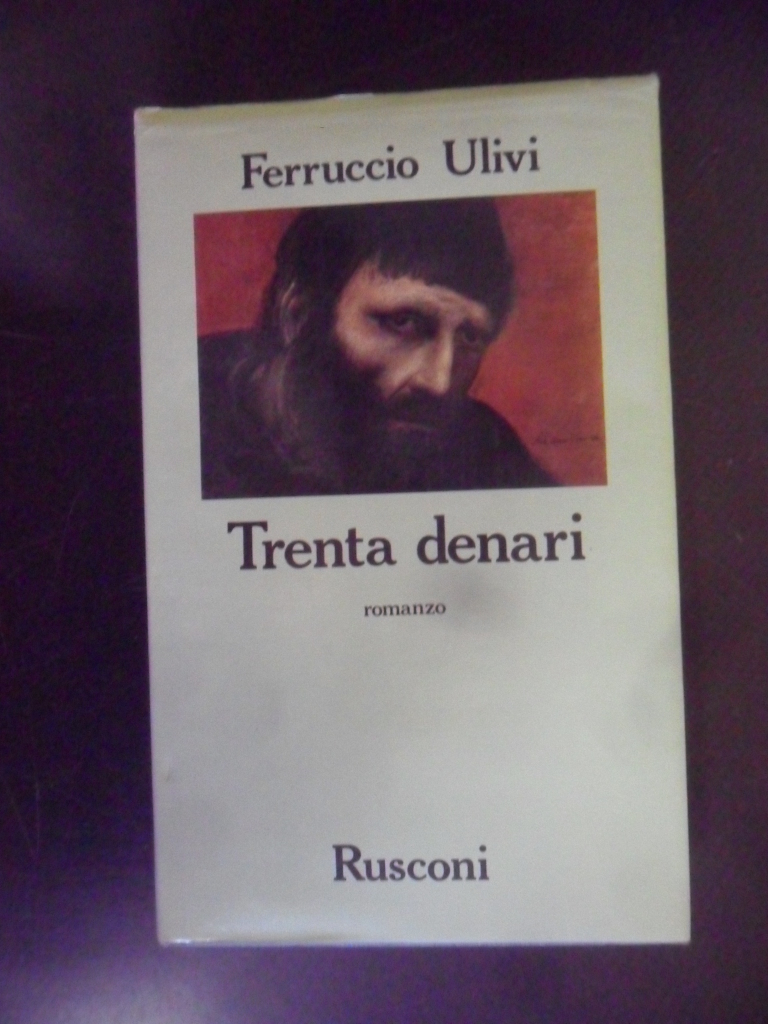 Ferruccio Ulivi
Trenta denari
romanzo
Rusconi